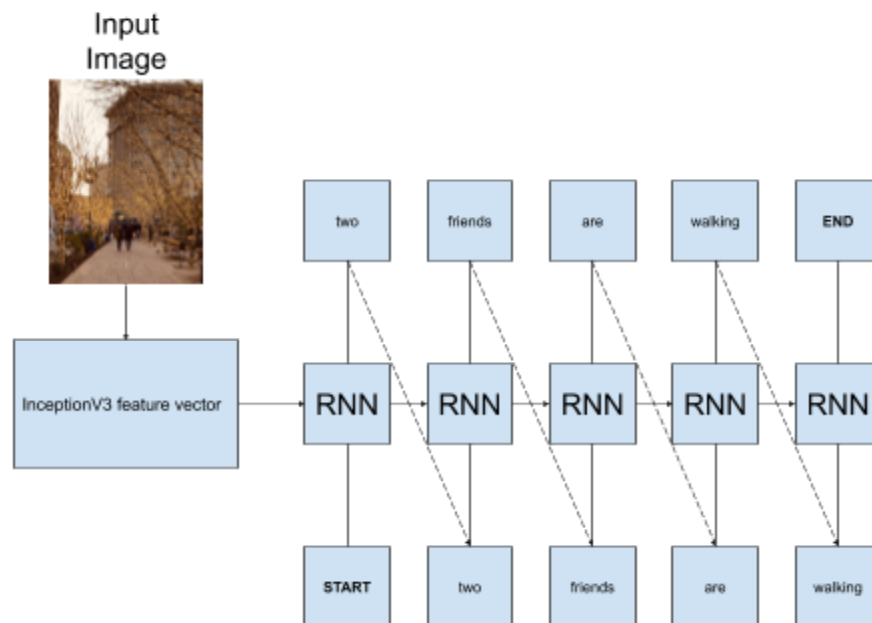 Input
Image
two
friends
are
walking
END
InceptionV3 feature vector
RNN
RNN
RNN
RNN
RNN
START
two
friends
are
walking